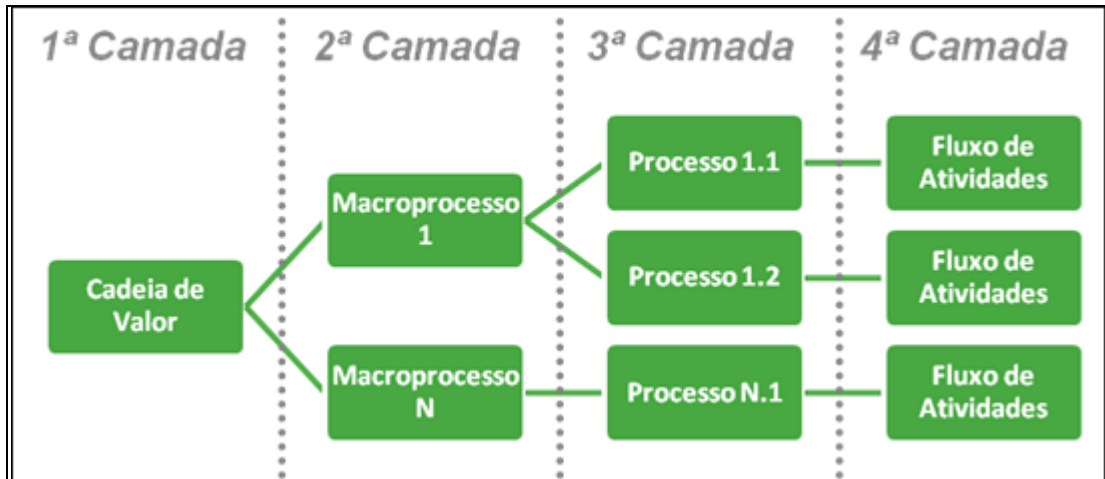 1ª Camada
2ª Camada
3ª Camada
4ª Camada
Cadeia de
Valor
Macroprocesso
1
Macroprocesso
N
Processo 1.1
Processo 1.2
Processo N.1
Fluxo de
Atividades
Fluxo de
Atividades
Fluxo de
Atividades